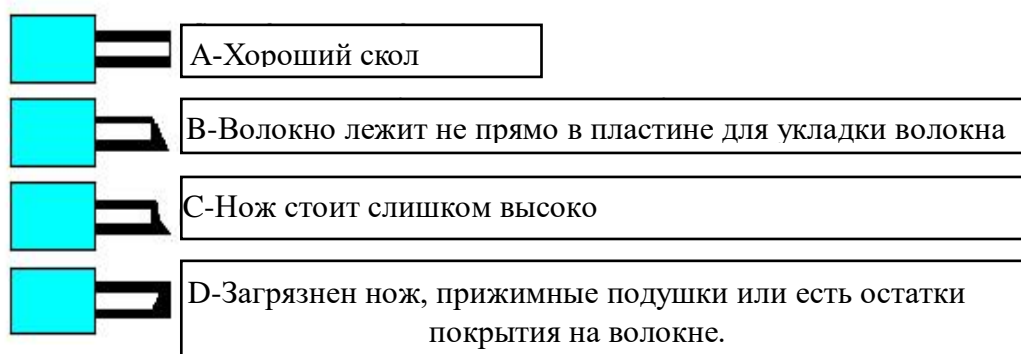 A-Хороший скол
B-Волокно лежит не прямо в пластине для укладки волокна
C-Нож стоит слишком высоко
D-Загрязнен нож, прижимные подушки или есть остатки
покрытия на волокне.